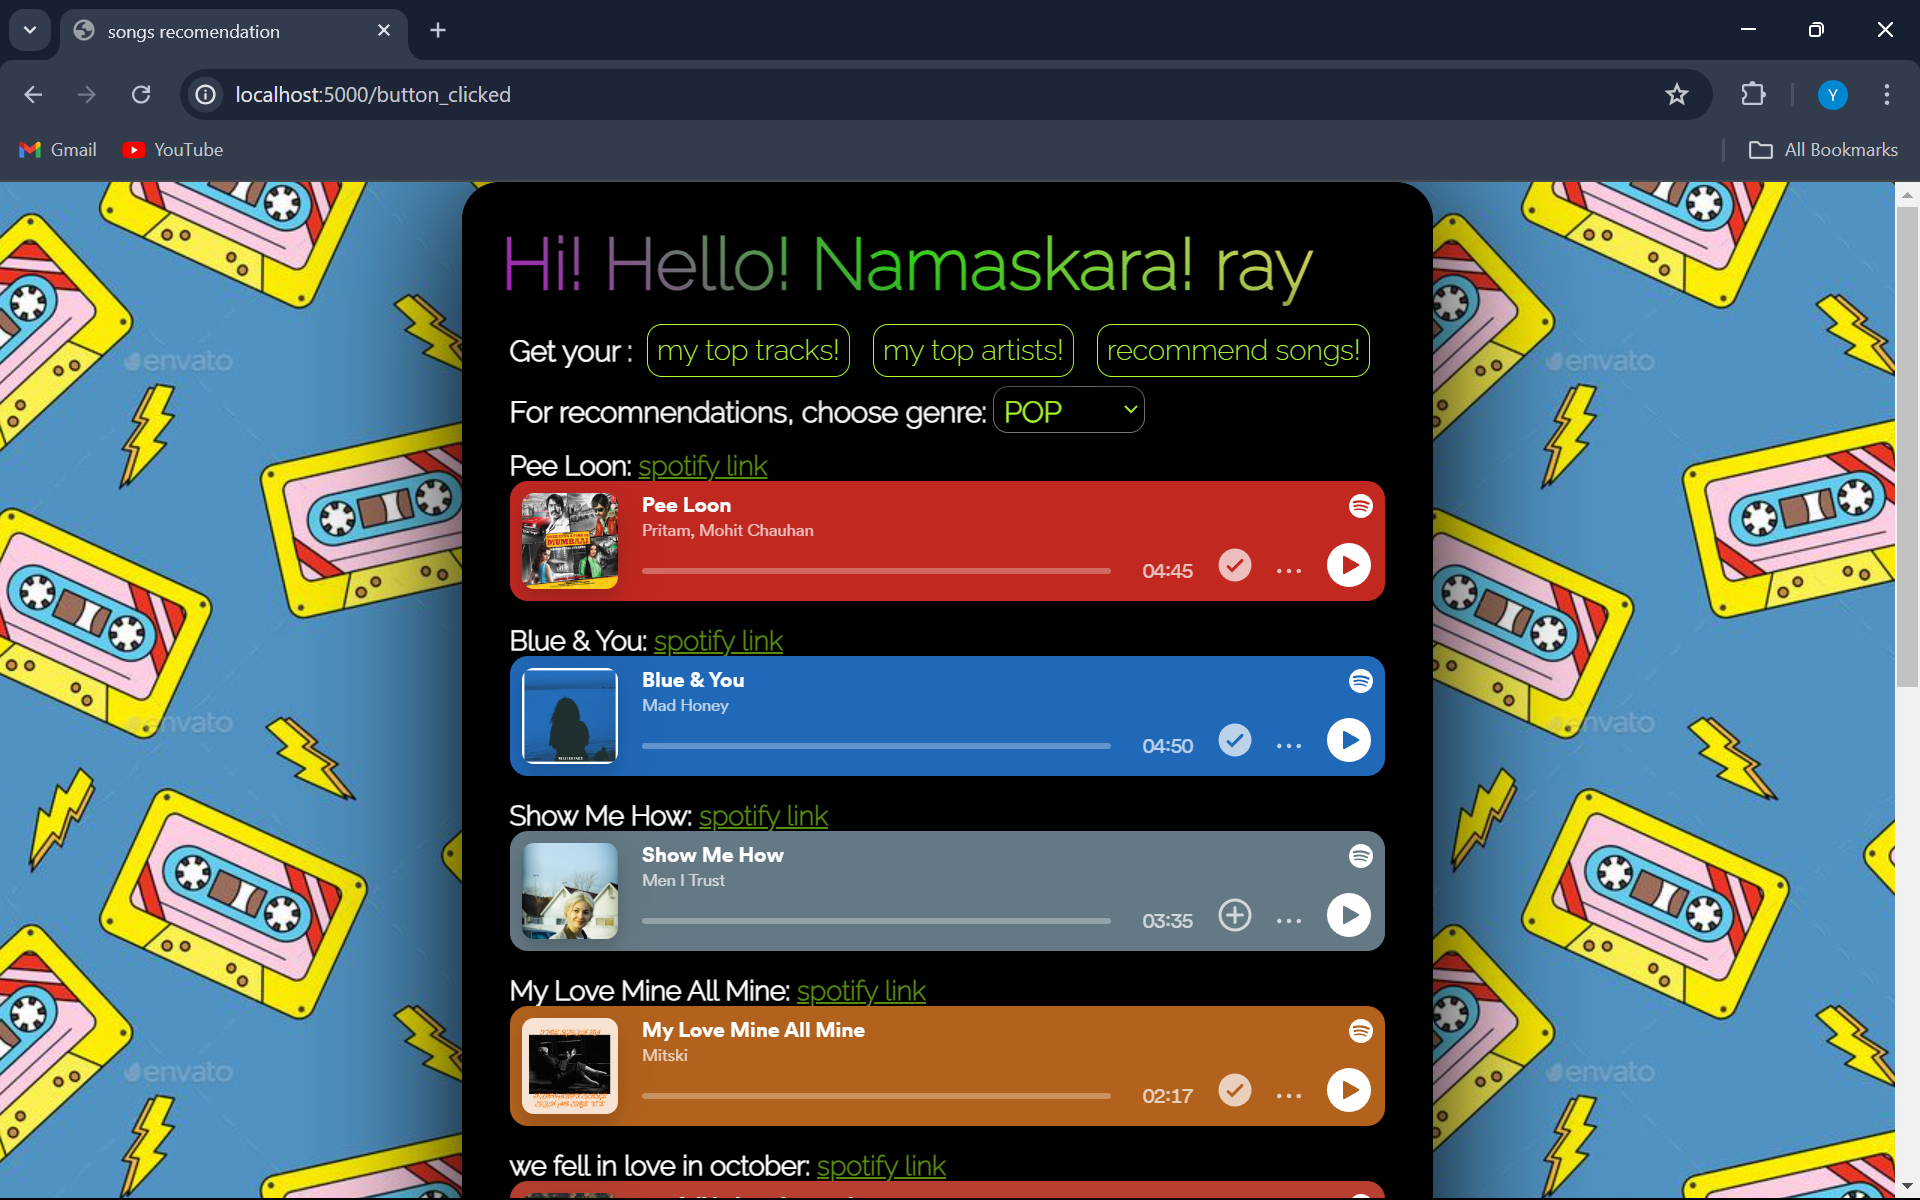 songs recomendation
localhost:5000/button_clicked
Y
Gmail
YouTube
All Bookmarks
Hi! Hello! Namaskara! ray
Get your : my top tracks! my top artists! recommend songs!
For recomnendations, choose genre: POP
Pee Loon: spotify link
Pee Loon
Pritam, Mohit Chauhan
04:45
MUMBAAI
Blue & You: spotify link
Blue & You
Mad Honey
04:50
MAD HONEY
Show Me How: spotify link
Show Me How
Men I Trust
03:35
My Love Mine All Mine: spotify link
My Love Mine All Mine
Mitski
02:17
we fell in love in october: spotify link
envato
envato
envato
envato
envato
envato